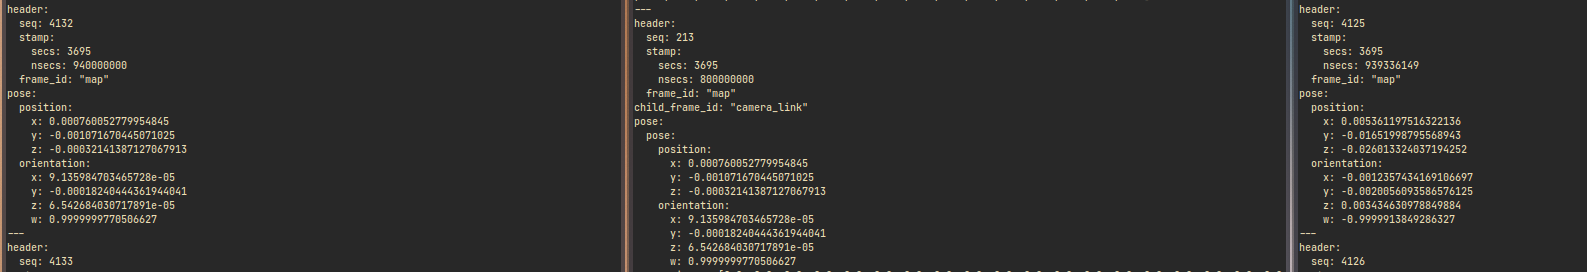 header:
  seq: 4132
  stamp:
    secs: 3695
    nsecs: 940000000
  frame_id: "map"
pose:
  position:
    x: 0.000760052779954845
    y: -0.001071670445071025
    z: -0.00032141387127067913
  orientation:
    x: 9.135984703465728e-05
    y: -0.00018240444361944041
    z: 6.542684030717891e-05
    w: 0.9999999770506627
---
header:
  seq: 4133
---
header:
  seq: 213
  stamp:
    secs: 3695
    nsecs: 800000000
  frame_id: "map"
child_frame_id: "camera_link"
pose:
  pose:
    position:
      x: 0.000760052779954845
      y: -0.001071670445071025
      z: -0.00032141387127067913
    orientation:
      x: 9.135984703465728e-05
      y: -0.00018240444361944041
      z: 6.542684030717891e-05
      w: 0.9999999770506627
header:
  seq: 4125
  stamp:
    secs: 3695
    nsecs: 939336149
  frame_id: "map"
pose:
  position:
    x: 0.005361197516322136
    y: -0.01651998795568943
    z: -0.026013324037194252
  orientation:
    x: -0.0012357434169106697
    y: -0.0020056093586576125
    z: 0.003434630978849884
    w: -0.9999913849286327
---
header:
  seq: 4126